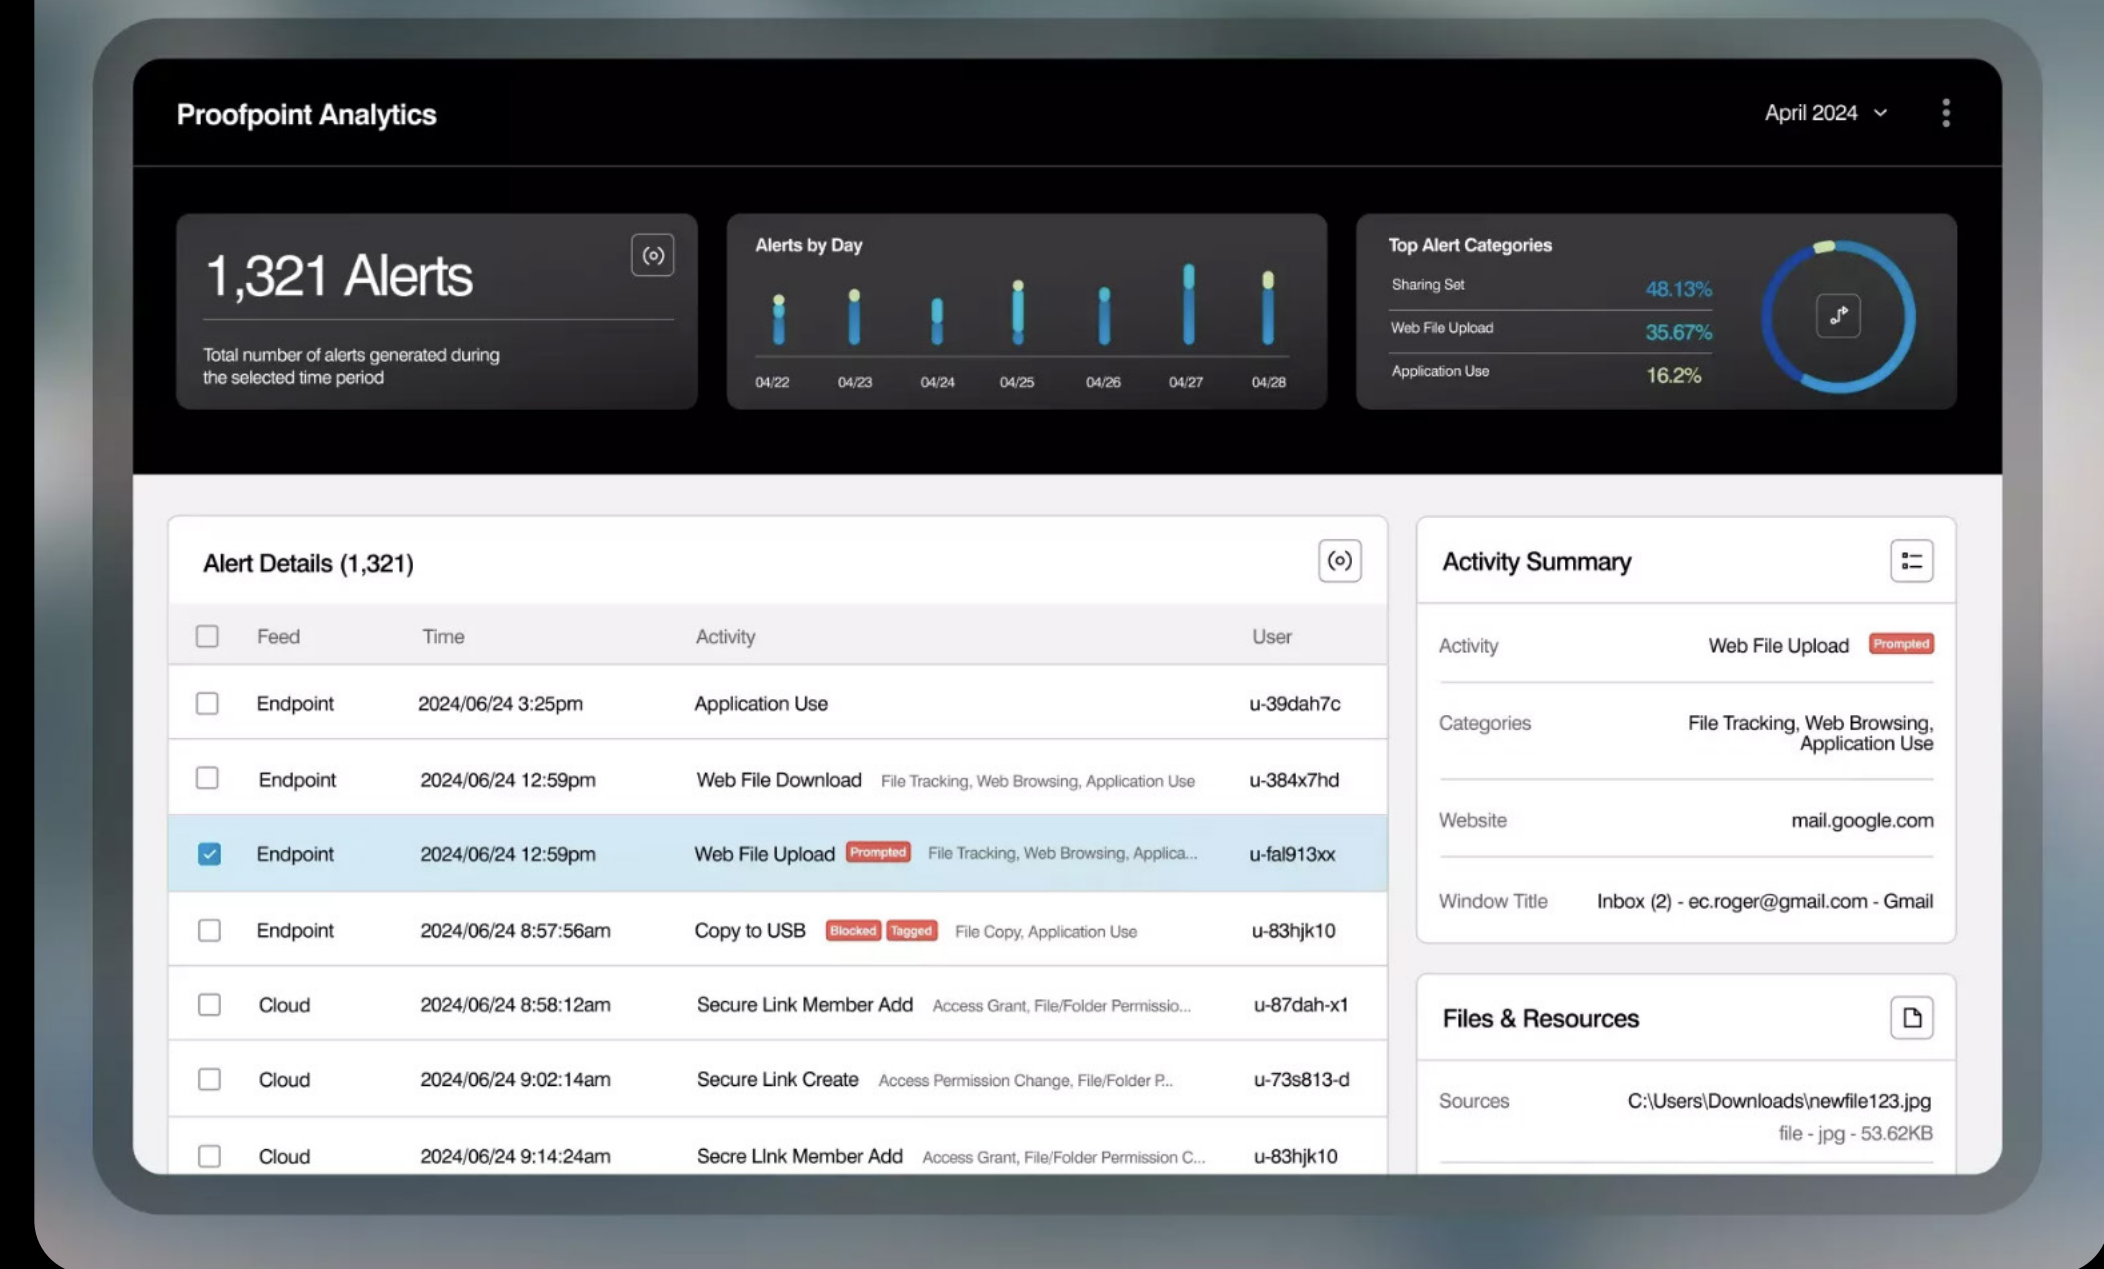 Proofpoint Analytics
April 2024
1,321 Alerts
Total number of alerts generated during
the selected time period
Alerts by Day
04/22 04/23 04/24 04/25 04/26 04/27 04/28
Top Alert Categories
Sharing Set 48.13%
Web File Upload 35.67%
Application Use 16.2%
Alert Details (1,321)
Feed Time Activity User
Endpoint 2024/06/24 3:25pm Application Use u-39dah7c
Endpoint 2024/06/24 12:59pm Web File Download File Tracking, Web Browsing, Application Use u-384x7hd
Endpoint 2024/06/24 12:59pm Web File Upload Prompted File Tracking, Web Browsing, Applica... u-fal913xx
Endpoint 2024/06/24 8:57:56am Copy to USB Blocked Tagged File Copy, Application Use u-83hjk10
Cloud 2024/06/24 8:58:12am Secure Link Member Add Access Grant, File/Folder Permissio... u-87dah-x1
Cloud 2024/06/24 9:02:14am Secure Link Create Access Permission Change, File/Folder P... u-73s813-d
Cloud 2024/06/24 9:14:24am Secre LInk Member Add Access Grant, File/Folder Permission C... u-83hjk10
Activity Summary
Activity Web File Upload Prompted
Categories File Tracking, Web Browsing,
Application Use
Website mail.google.com
Window Title Inbox (2) - ec.roger@gmail.com - Gmail
Files & Resources
Sources C:\Users\Downloads\newfile123.jpg
file - jpg - 53.62KB